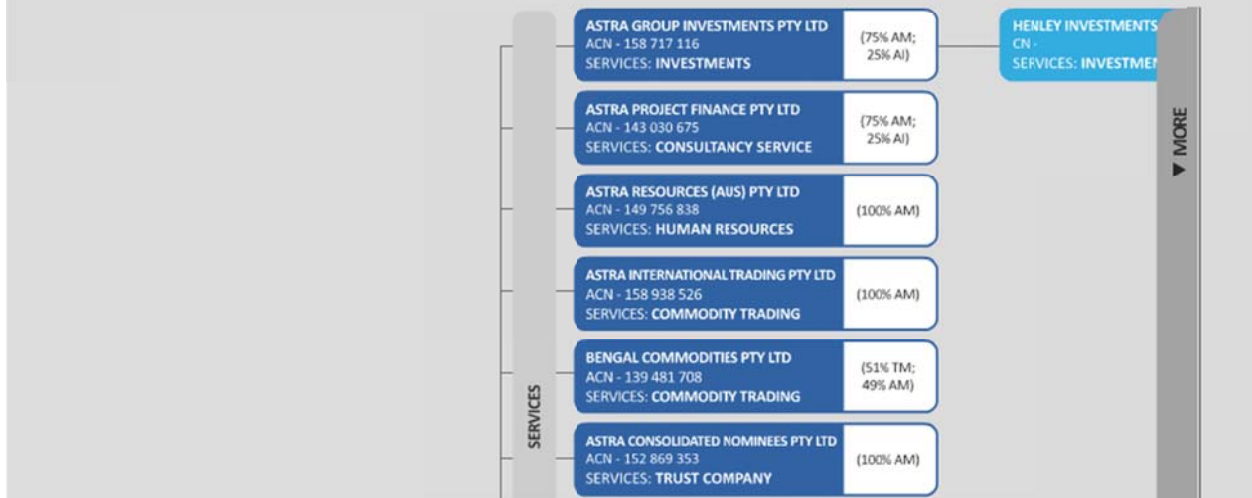 ASTRA GROUP INVESTMENTS PTY LTD
ACN - 158 717 116
SERVICES: INVESTMENTS
(75% AM;
25% AI)
HENLEY INVESTMENTS
CN -
SERVICES:
ASTRA PROJECT FINANCE PTY LTD
ACN - 143 030 675
SERVICES: CONSULTANCY SERVICE
(75% AM;
25% AI)
▼ MORE
ASTRA RESOURCES (AUS) PTY LTD
ACN - 149 756 838
SERVICES: HUMAN RESOURCES
(100% AM)
ASTRA INTERNATIONAL TRADING PTY LTD
ACN - 158 938 526
SERVICES: COMMODITY TRADING
(100% AM)
BENGAL COMMODITIES PTY LTD
ACN - 139 481 708
SERVICES: COMMODITY TRADING
(51% TM;
49% AM)
SERVICES
ASTRA CONSOLIDATED NOMINEES PTY LTD
ACN - 152 869 353
SERVICES: TRUST COMPANY
(100% AM)